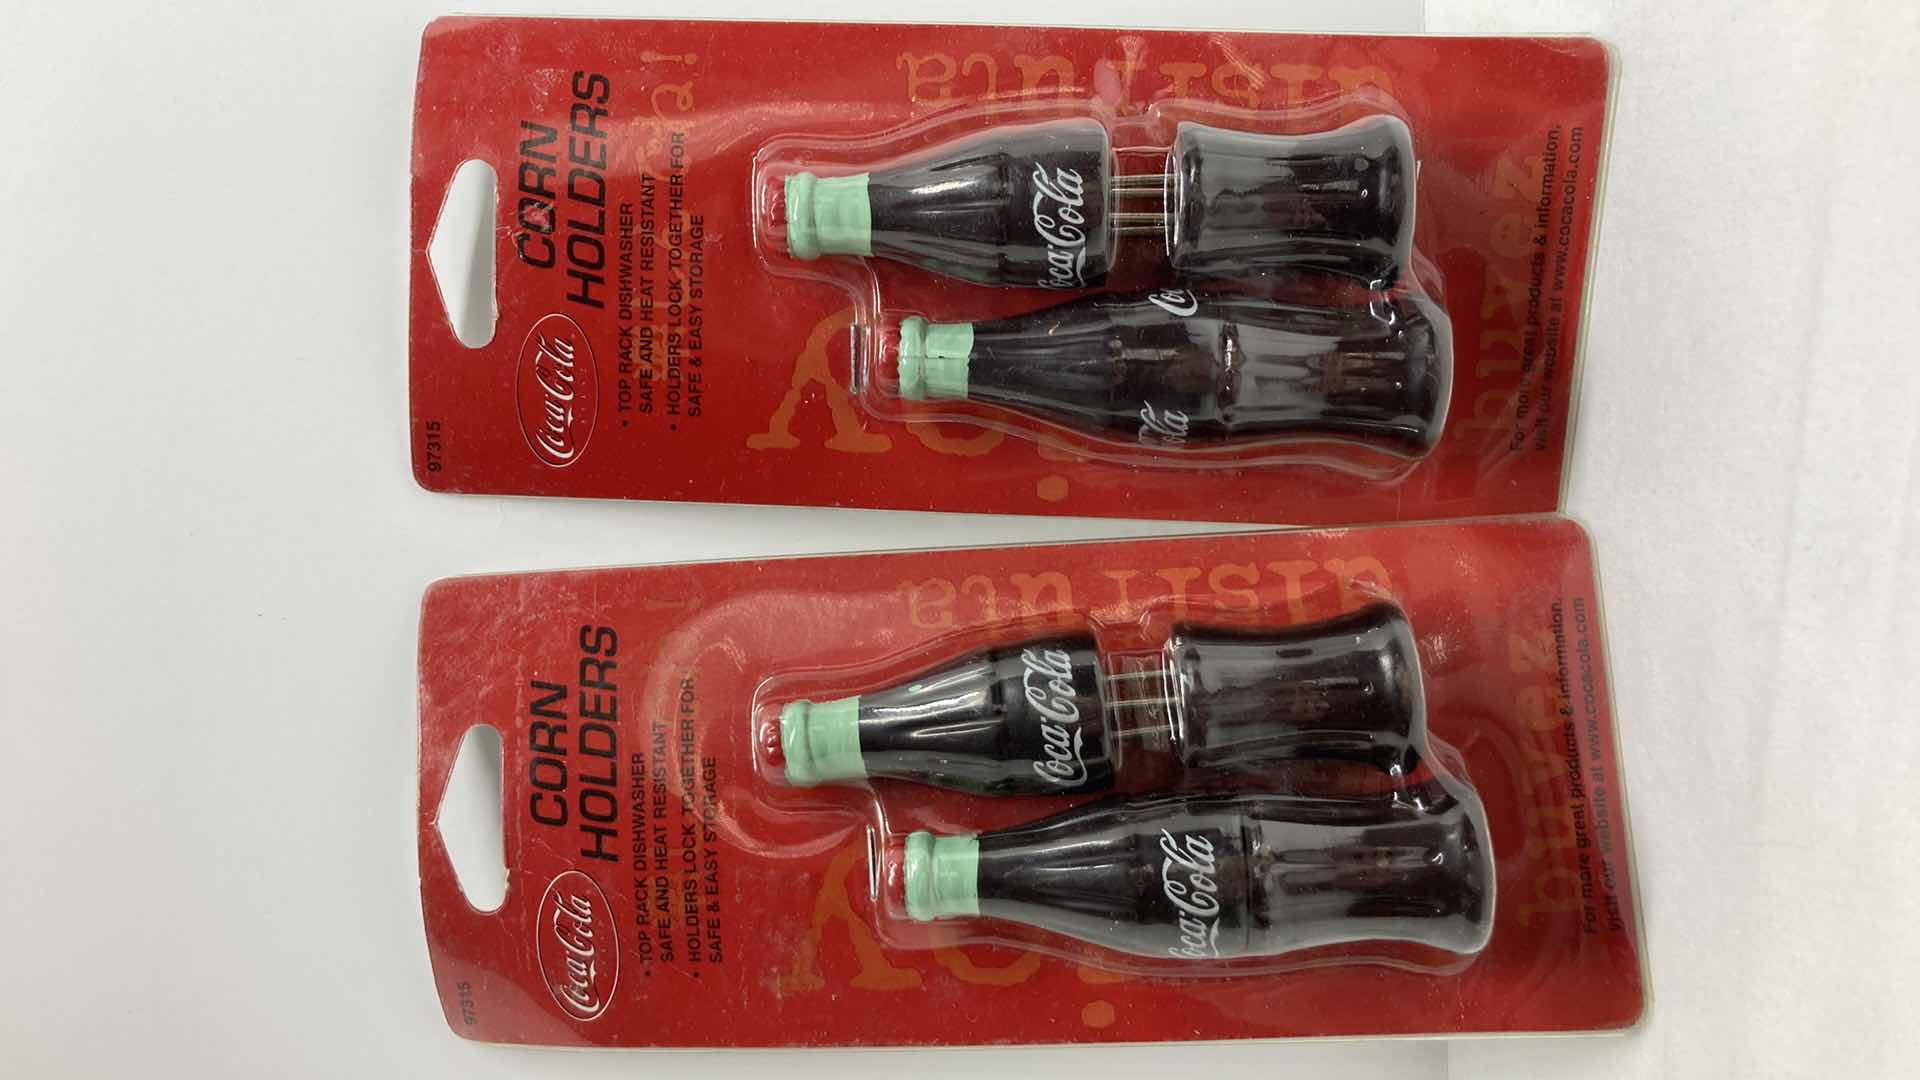 97315
Coca-Cola
CORN
HOLDERS
• TOP RACK DISHWASHER
SAFE AND HEAT RESISTANT
• HOLDERS LOCK TOGETHER FOR
SAFE & EASY STORAGE
Coca-Cola
For more great products & information,
visit our website at www.cocacola.com
97315
Coca-Cola
CORN
HOLDERS
• TOP RACK DISHWASHER
SAFE AND HEAT RESISTANT
• HOLDERS LOCK TOGETHER FOR
SAFE & EASY STORAGE
Coca-Cola
Coca-Cola
buvez
For more great products & information,
visit our website at www.cocacola.com